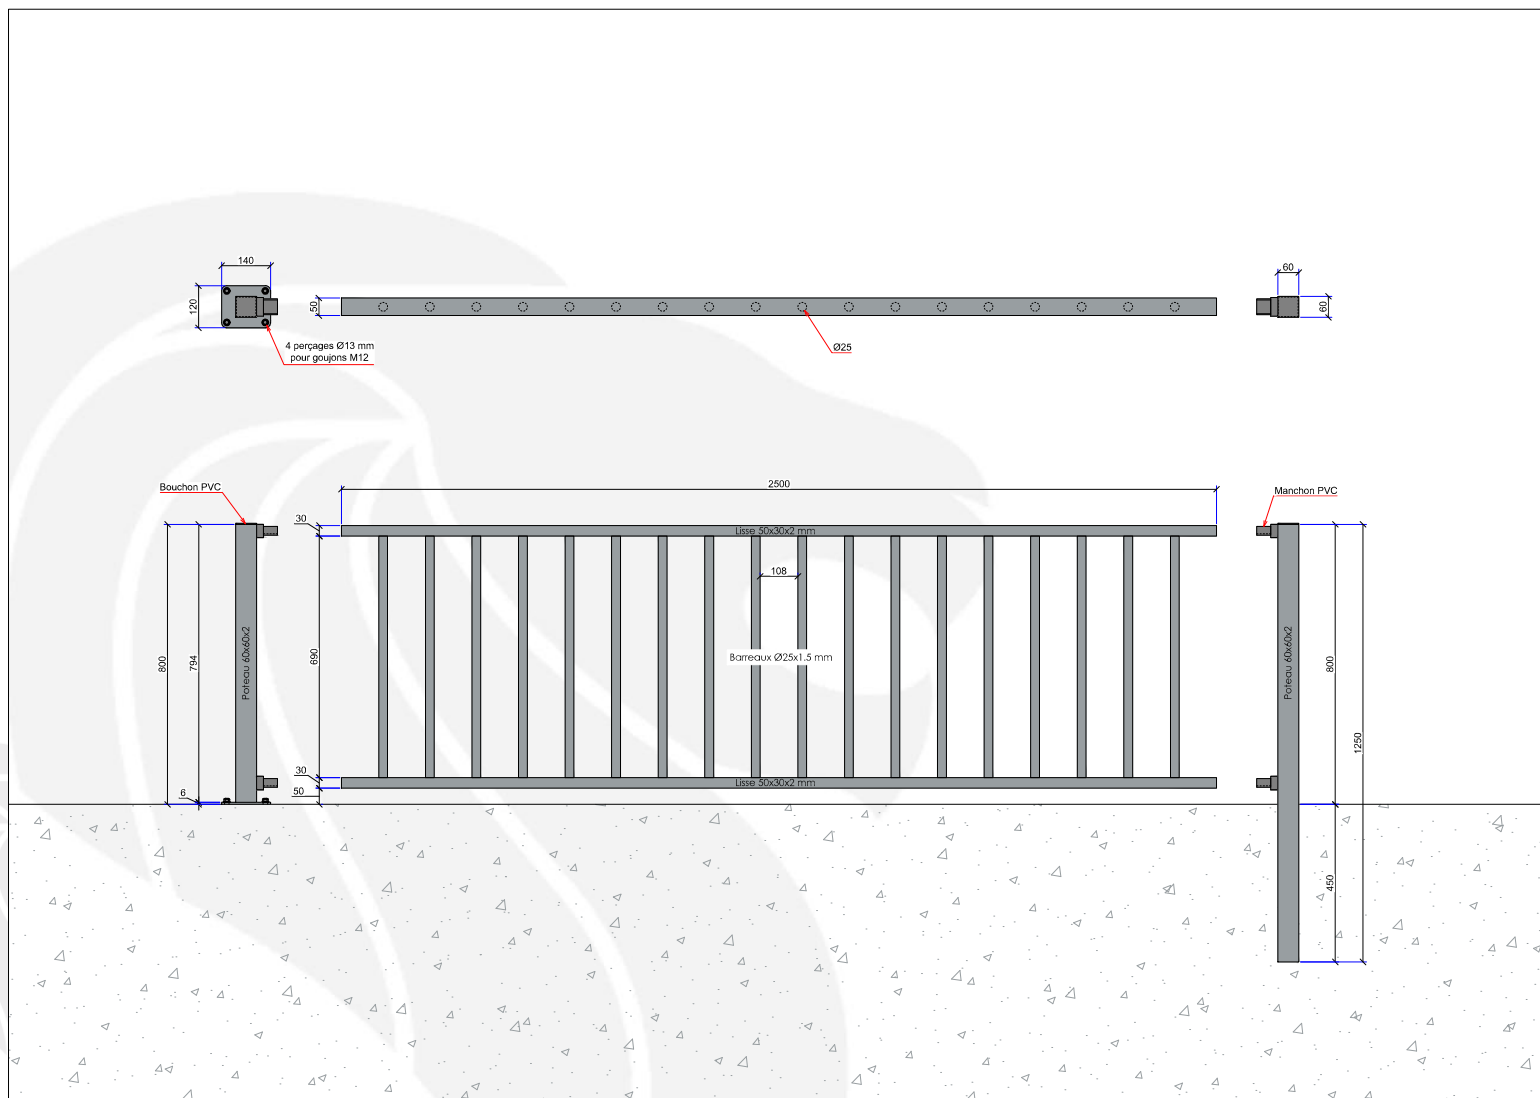 140
120
4 perçages Ø13 mm
pour goujons M12
50
Ø25
60
60
Bouchon PVC
2500
Manchon PVC
30
Lisse 50x30x2 mm
108
800
794
Poteau 60x60x2
690
Barreaux Ø25x1.5 mm
Poteau 60x60x2
800
1250
30
Lisse 50x30x2 mm
6
50
450